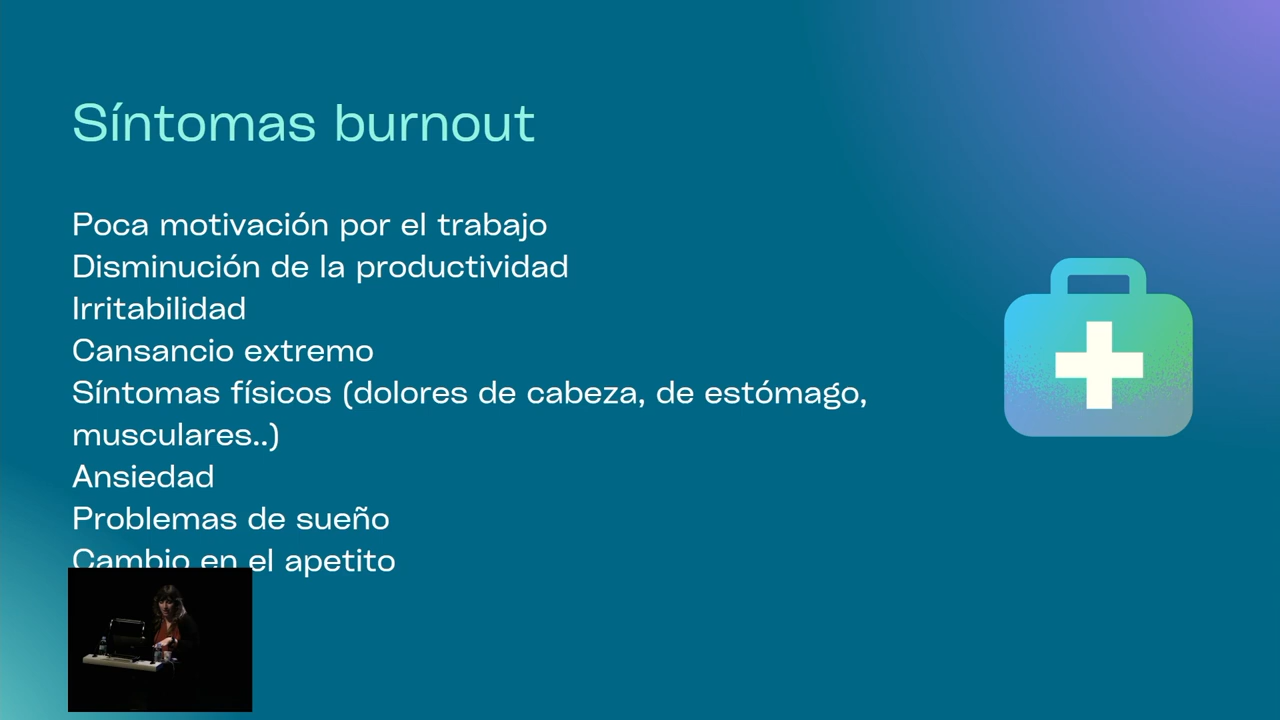 Síntomas burnout
Poca motivación por el trabajo
Disminución de la productividad
Irritabilidad
Cansancio extremo
Síntomas físicos (dolores de cabeza, de estómago,
musculares..)
Ansiedad
Problemas de sueño
Cambio en el apetito